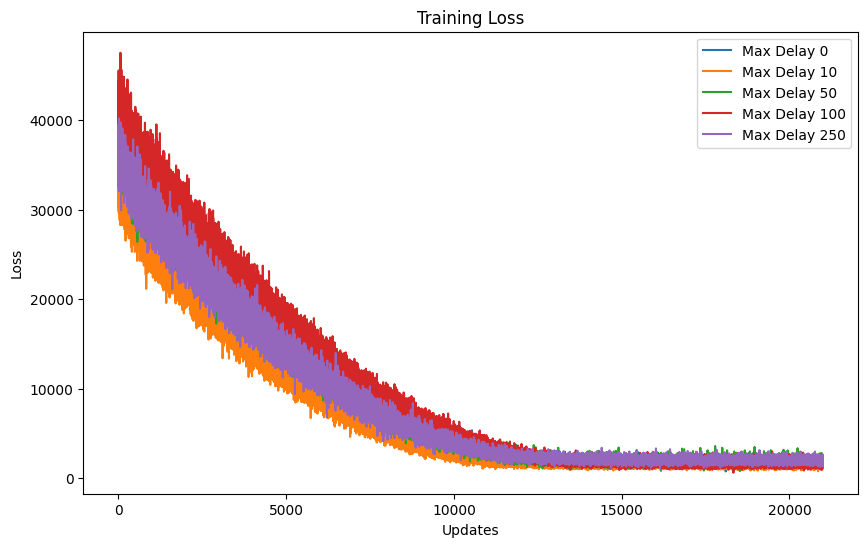 Training Loss
Max Delay 0
Max Delay 10
Max Delay 50
Max Delay 100
Max Delay 250
Loss
40000
30000
20000
10000
0
0 5000 10000 15000 20000
Updates